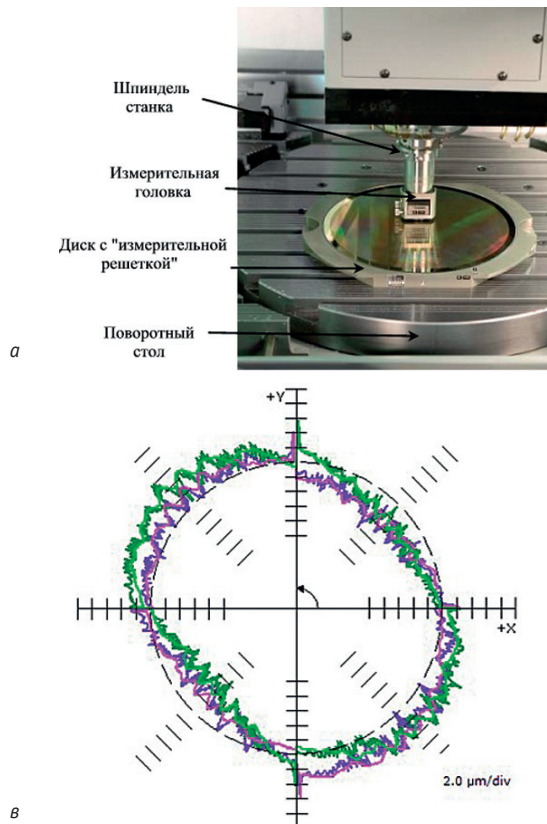 Шпиндель
станка
Измерительная
головка
Диск с "измерительной
решеткой"
Поворотный
стол
а
+Y
+X
2.0 µm/div
в